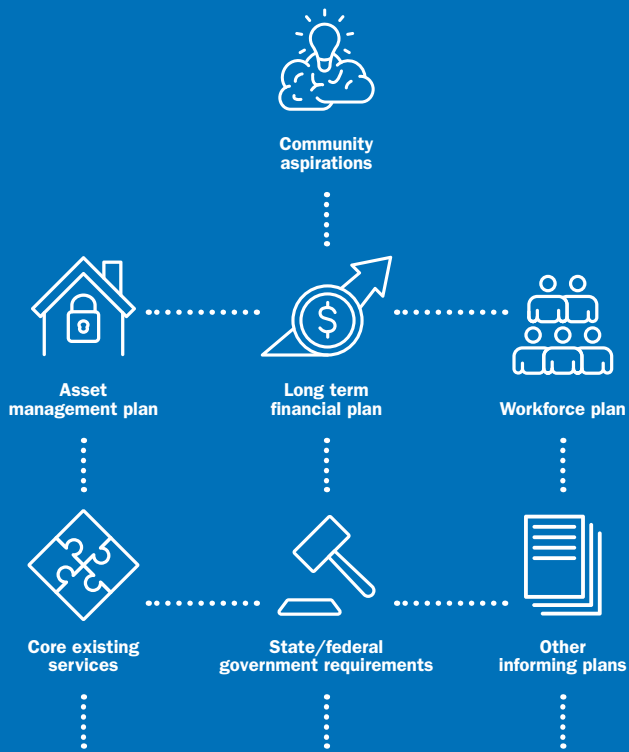 Community
aspirations
$
Asset
management plan
Long term
financial plan
Workforce plan
Core existing
services
State/federal
government requirements
Other
informing plans